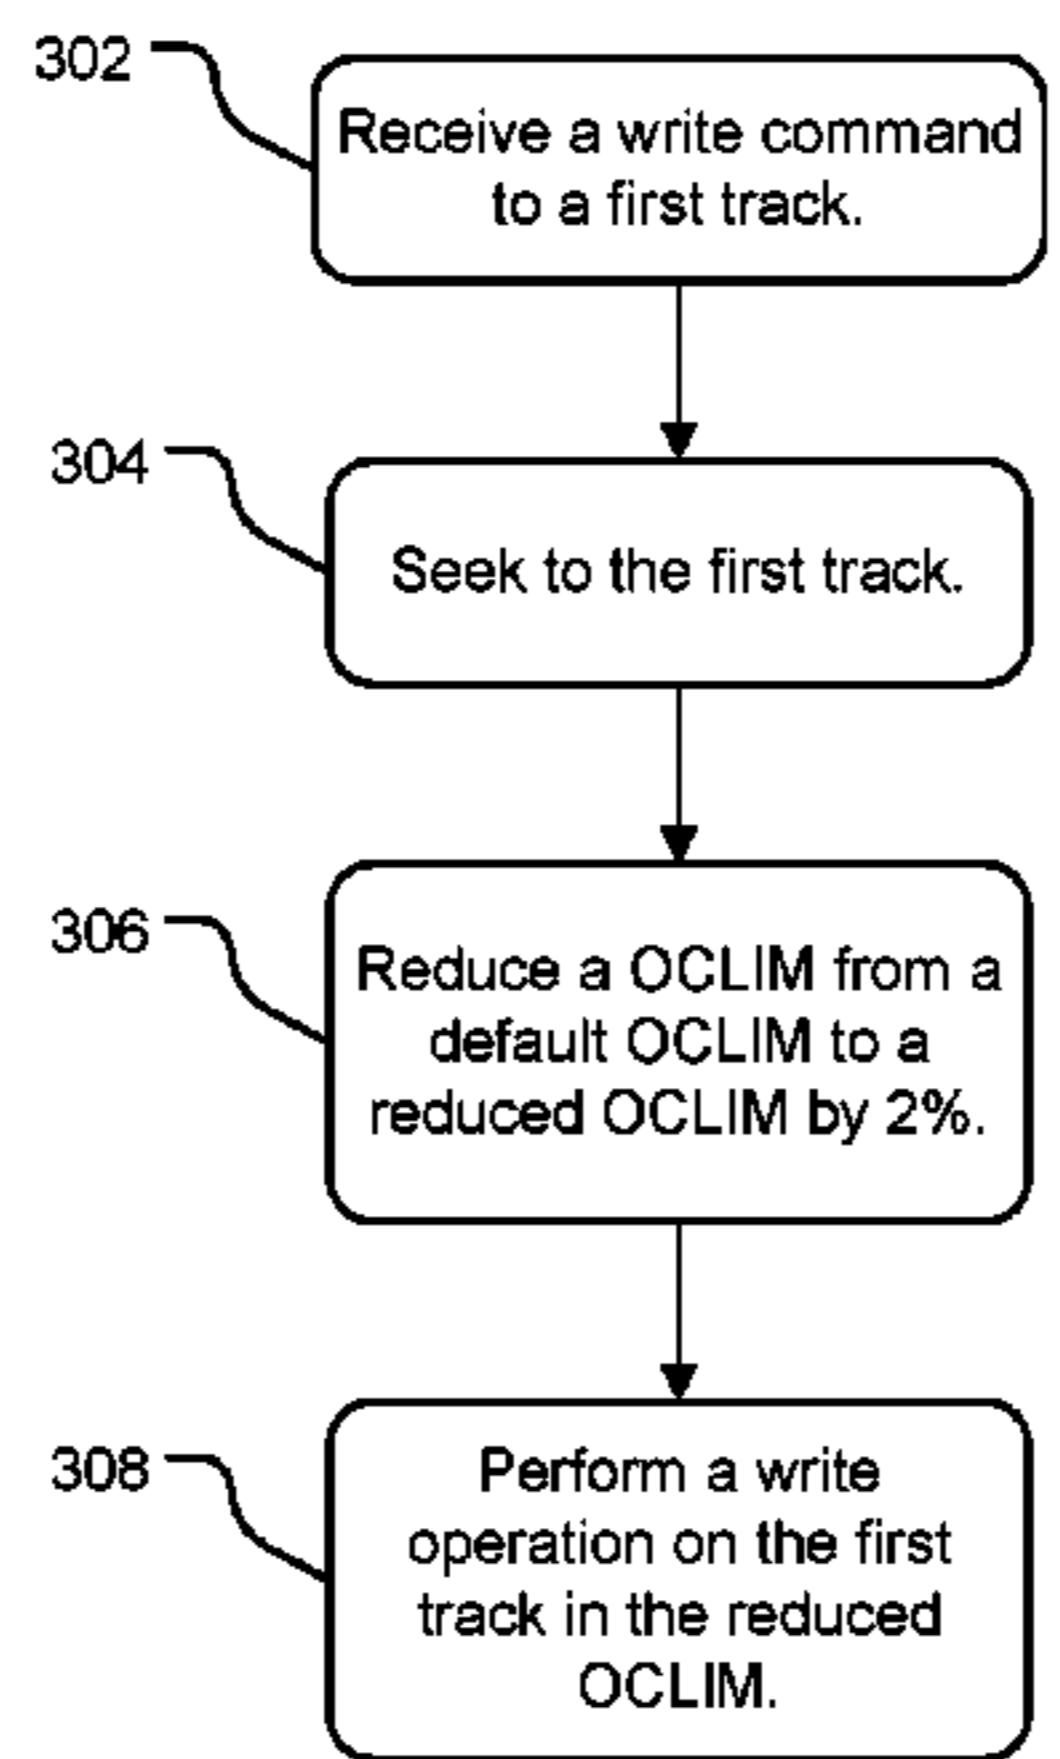 302
Receive a write command
to a first track.
304
Seek to the first track.
306
Reduce a OCLIM from a
default OCLIM to a
reduced OCLIM by 2%.
308
Perform a write
operation on the first
track in the reduced
OCLIM.